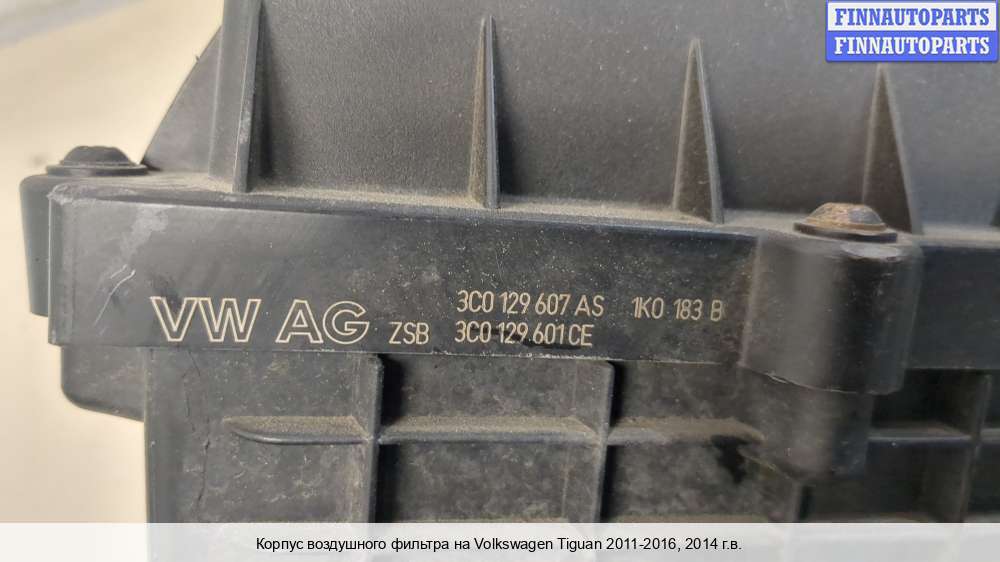 FINNAUTOPARTS
FINNAUTOPARTS
3C0 129 607 AS 1K0 183 B
VW AG ZSB 3C0 129 601 CE
Корпус воздушного фильтра на Volkswagen Tiguan 2011-2016, 2014 г.в.